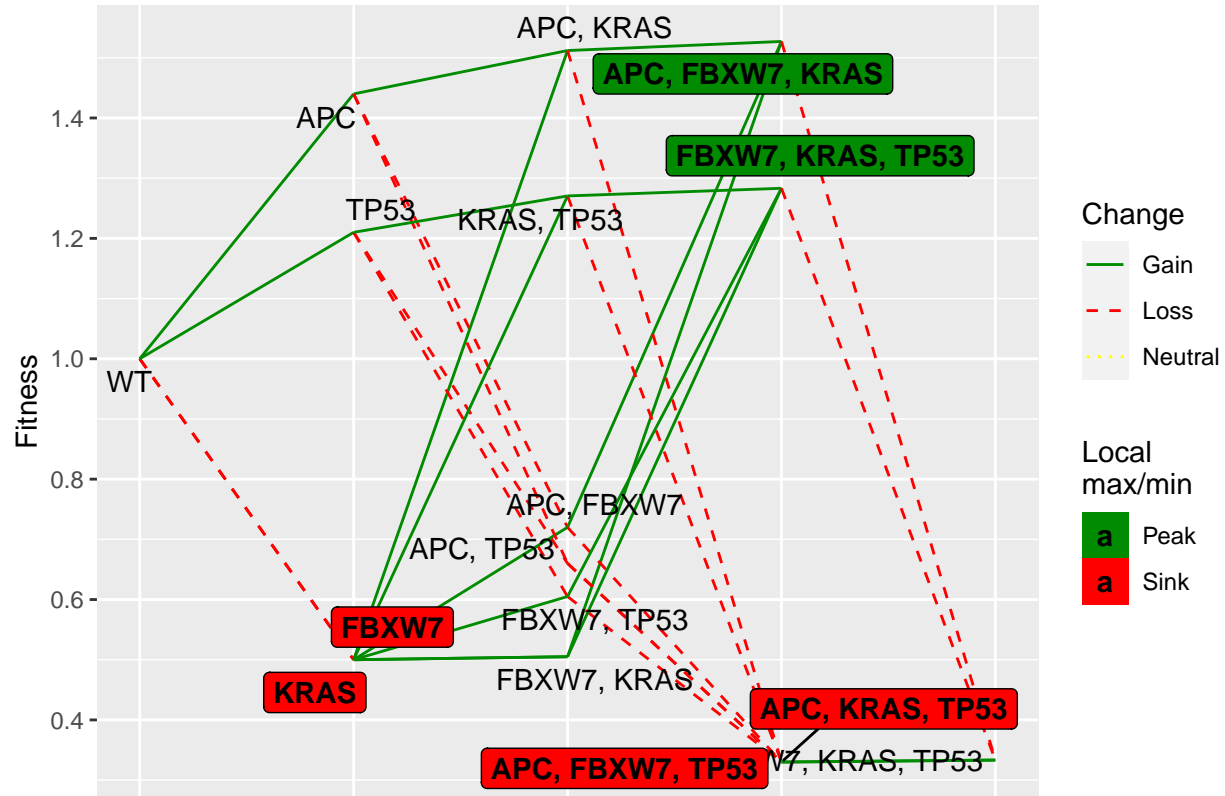 APC, KRAS
APC, FBXW7, KRAS
1.4
APC
FBXW7, KRAS, TP53
TP53
KRAS, TP53
1.2
Change
Gain
Loss
Neutral
1.0
WT
Fitness
0.8
APC, FBXW7
APC, TP53
Local
max/min
a Peak
a Sink
0.6
FBXW7
FBXW7, TP53
FBXW7, KRAS
KRAS
0.4
APC, KRAS, TP53
APC, FBXW7, TP53
7, KRAS, TP53